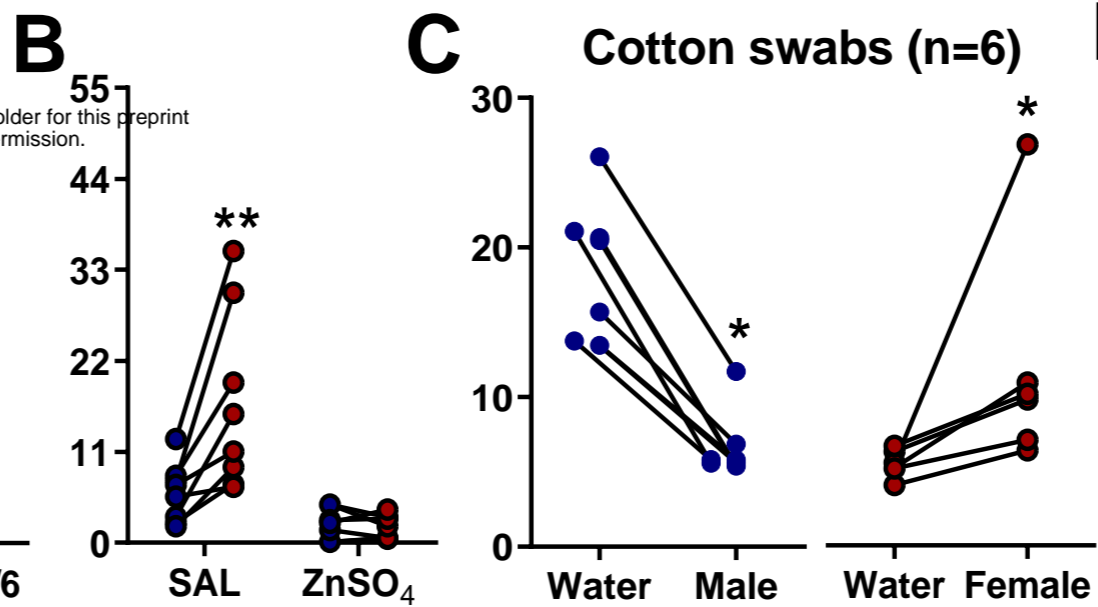 B
C
Cotton swabs (n=6)
older for this preprint
rmission.
55
44
33
22
11
0
**
SAL
ZnSO₄
30
20
10
0
*
*
Water
Male
Water
Female
6